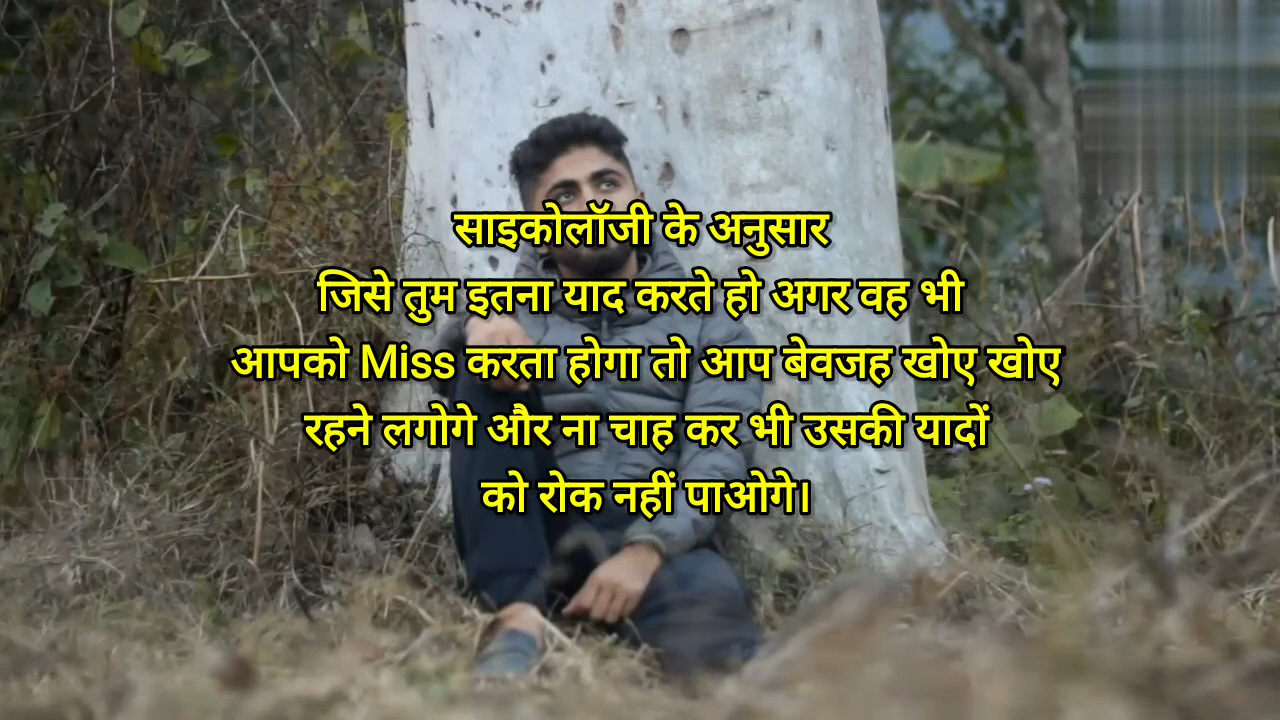 साइकोलॉजी के अनुसार
जिसे तुम इतना याद करते हो अगर वह भी
आपको Miss करता होगा तो आप बेवजह खोए खोए
रहने लगोगे और ना चाह कर भी उसकी यादों
को रोक नहीं पाओगे।